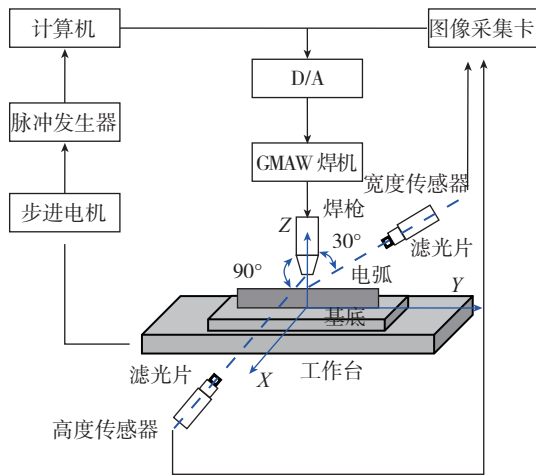 计算机
图像采集卡
D/A
脉冲发生器
GMAW 焊机
宽度传感器
步进电机
焊枪
Z
30°
滤光片
90°
电弧
Y
基底
滤光片
X
工作台
高度传感器